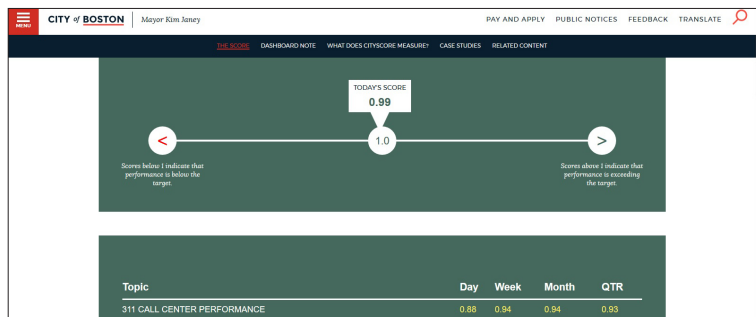 MENU
CITY of BOSTON
Mayor Kim Janey
PAY AND APPLY PUBLIC NOTICES FEEDBACK TRANSLATE
THE SCORE DASHBOARD NOTE WHAT DOES CITYSCORE MEASURE? CASE STUDIES RELATED CONTENT
TODAY'S SCORE
0.99
< 1.0 >
Scores below 1 indicate that
performance is below the
target.
Scores above 1 indicate that
performance is exceeding
the target.
Topic Day Week Month QTR
311 CALL CENTER PERFORMANCE 0.88 0.94 0.94 0.93